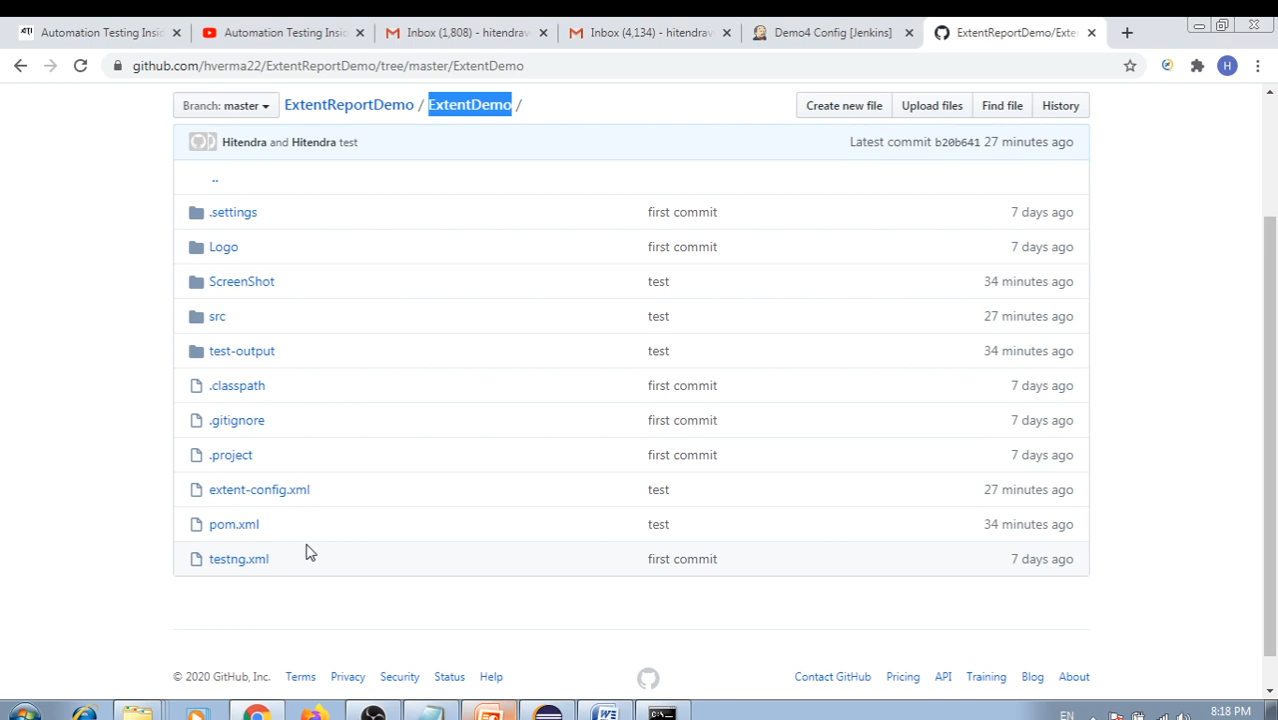 ATI Automation Testing Insi
Automation Testing Insi
Inbox (1,808) - hitendrav
Inbox (4,134) - hitendrav
Demo4 Config [Jenkins]
ExtentReportDemo/Exte
github.com/hverma22/ExtentReportDemo/tree/master/ExtentDemo
H
Branch: master
ExtentReportDemo / ExtentDemo /
Create new file
Upload files
Find file
History
Hitendra and Hitendra test
Latest commit b20b641 27 minutes ago
..
.settings first commit 7 days ago
Logo first commit 7 days ago
ScreenShot test 34 minutes ago
src test 27 minutes ago
test-output test 34 minutes ago
.classpath first commit 7 days ago
.gitignore first commit 7 days ago
.project first commit 7 days ago
extent-config.xml test 27 minutes ago
pom.xml test 34 minutes ago
testng.xml first commit 7 days ago
© 2020 GitHub, Inc. Terms Privacy Security Status Help
Contact GitHub Pricing API Training Blog About
EN
8:18 PM